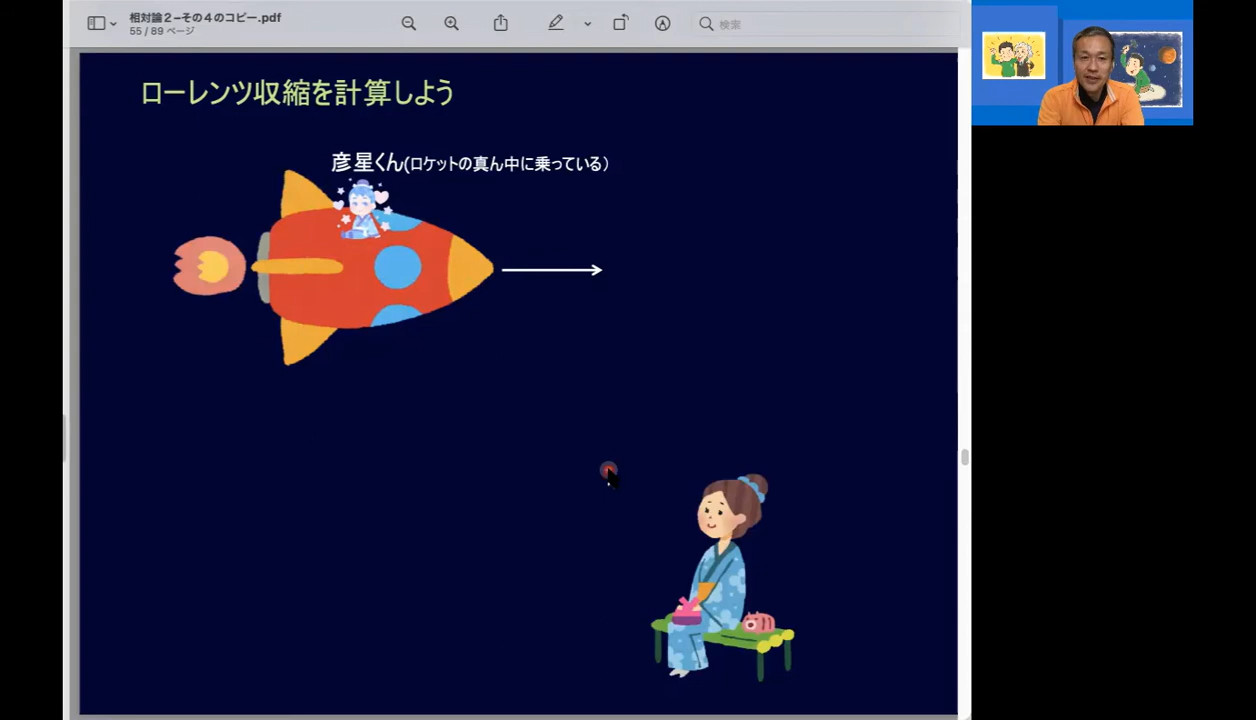 相対論２−その４のコピー.pdf
55 / 89 ページ
検索
ローレンツ収縮を計算しよう
彦星くん(ロケットの真ん中に乗っている)